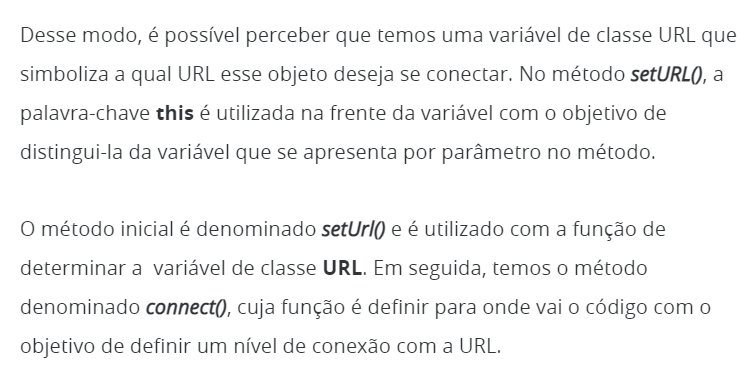 Desse modo, é possível perceber que temos uma variável de classe URL que
simboliza a qual URL esse objeto deseja se conectar. No método setURL(), a
palavra-chave this é utilizada na frente da variável com o objetivo de
distingui-la da variável que se apresenta por parâmetro no método.
O método inicial é denominado setUrl() e é utilizado com a função de
determinar a  variável de classe URL. Em seguida, temos o método
denominado connect(), cuja função é definir para onde vai o código com o
objetivo de definir um nível de conexão com a URL.